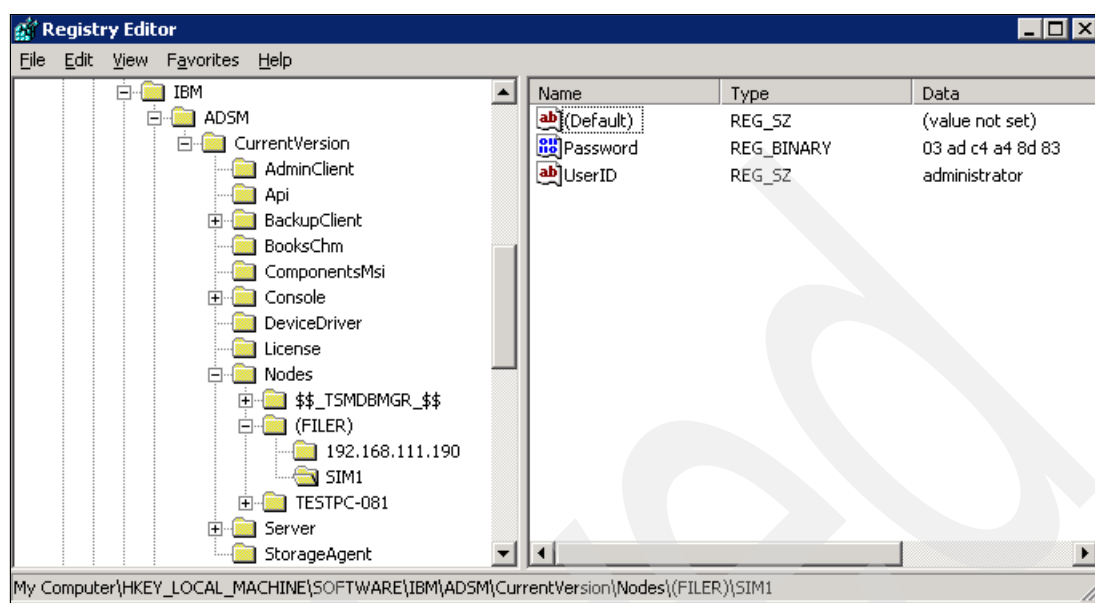 Registry Editor
File Edit View Favorites Help
IBM
ADSM
CurrentVersion
AdminClient
Api
BackupClient
BooksChm
ComponentsMsi
Console
DeviceDriver
License
Nodes
$$_TSMDBMGR_$$
(FILER)
192.168.111.190
SIM1
TESTPC-081
Server
StorageAgent
Name Type Data
(Default) REG_SZ (value not set)
Password REG_BINARY 03 ad c4 a4 8d 83
UserID REG_SZ administrator
My Computer\HKEY_LOCAL_MACHINE\SOFTWARE\IBM\ADSM\CurrentVersion\Nodes\(FILER)\SIM1